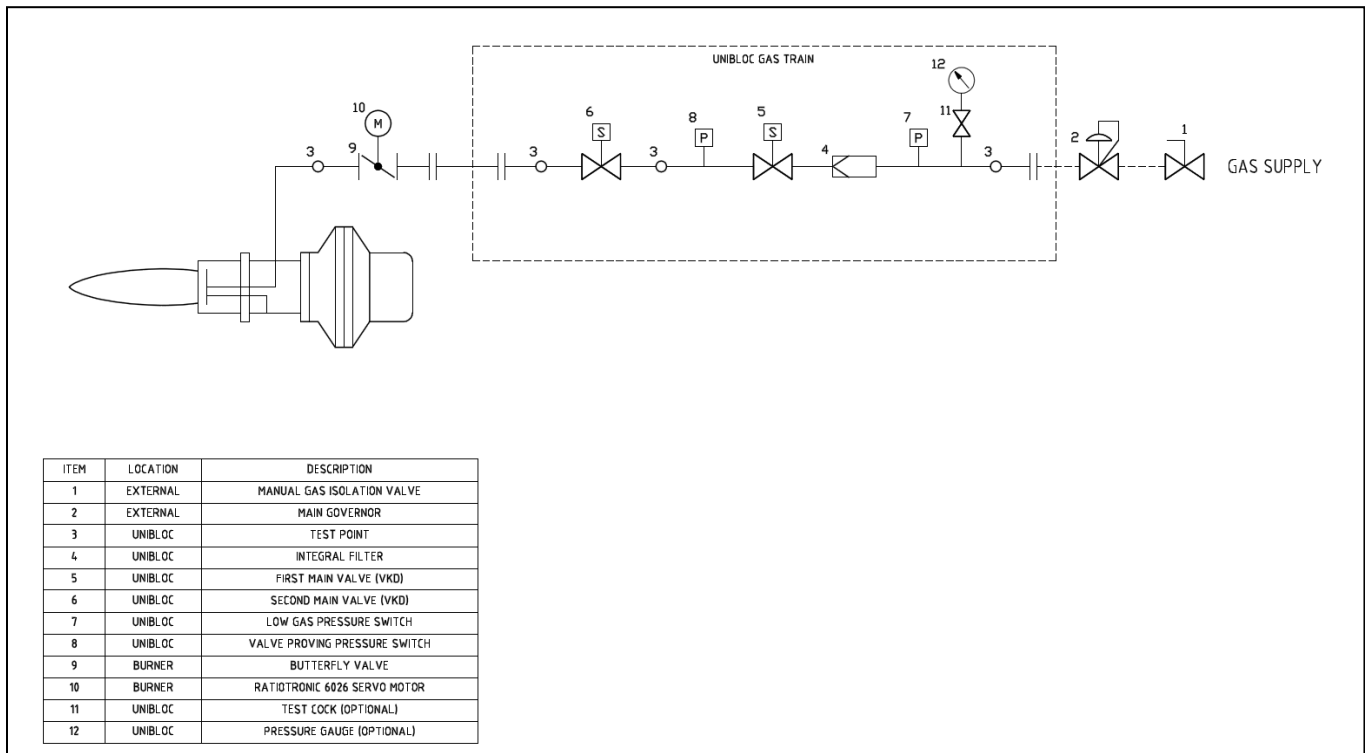 UNIBLOC GAS TRAIN
12
10
6
8
5
11
7
2
1
M
S
P
S
P
3
9
3
3
4
3
GAS SUPPLY
ITEM LOCATION DESCRIPTION
1 EXTERNAL MANUAL GAS ISOLATION VALVE
2 EXTERNAL MAIN GOVERNOR
3 UNIBLOC TEST POINT
4 UNIBLOC INTEGRAL FILTER
5 UNIBLOC FIRST MAIN VALVE (VKD)
6 UNIBLOC SECOND MAIN VALVE (VKD)
7 UNIBLOC LOW GAS PRESSURE SWITCH
8 UNIBLOC VALVE PROVING PRESSURE SWITCH
9 BURNER BUTTERFLY VALVE
10 BURNER RATIOTRONIC 6026 SERVO MOTOR
11 UNIBLOC TEST COCK (OPTIONAL)
12 UNIBLOC PRESSURE GAUGE (OPTIONAL)